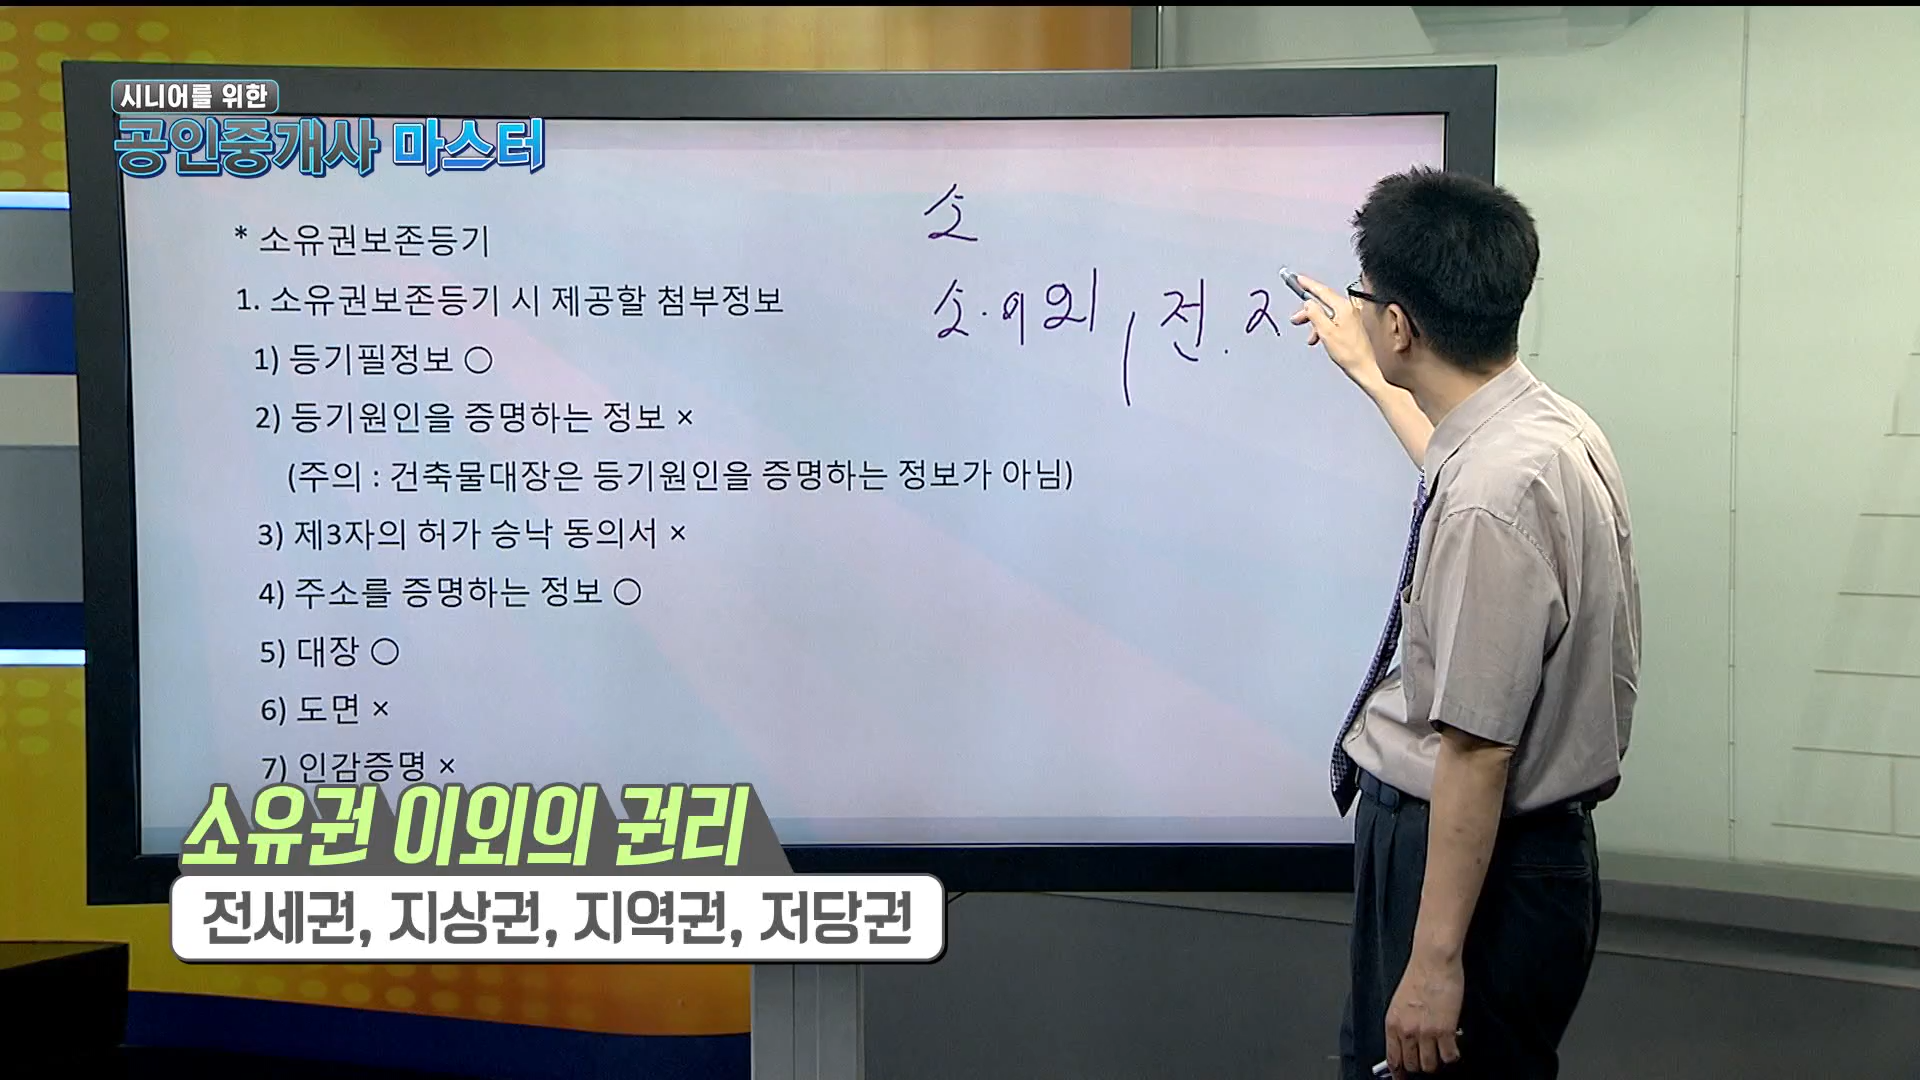 시니어를 위한
공인중개사 마스터
* 소유권보존등기
1. 소유권보존등기 시 제공할 첨부정보
1) 등기필정보 ○
2) 등기원인을 증명하는 정보 ×
(주의 : 건축물대장은 등기원인을 증명하는 정보가 아님)
3) 제3자의 허가 승낙 동의서 ×
4) 주소를 증명하는 정보 ○
5) 대장 ○
6) 도면 ×
7) 인감증명 ×
소
소.이외, 전.지
소유권 이외의 권리
전세권, 지상권, 지역권, 저당권